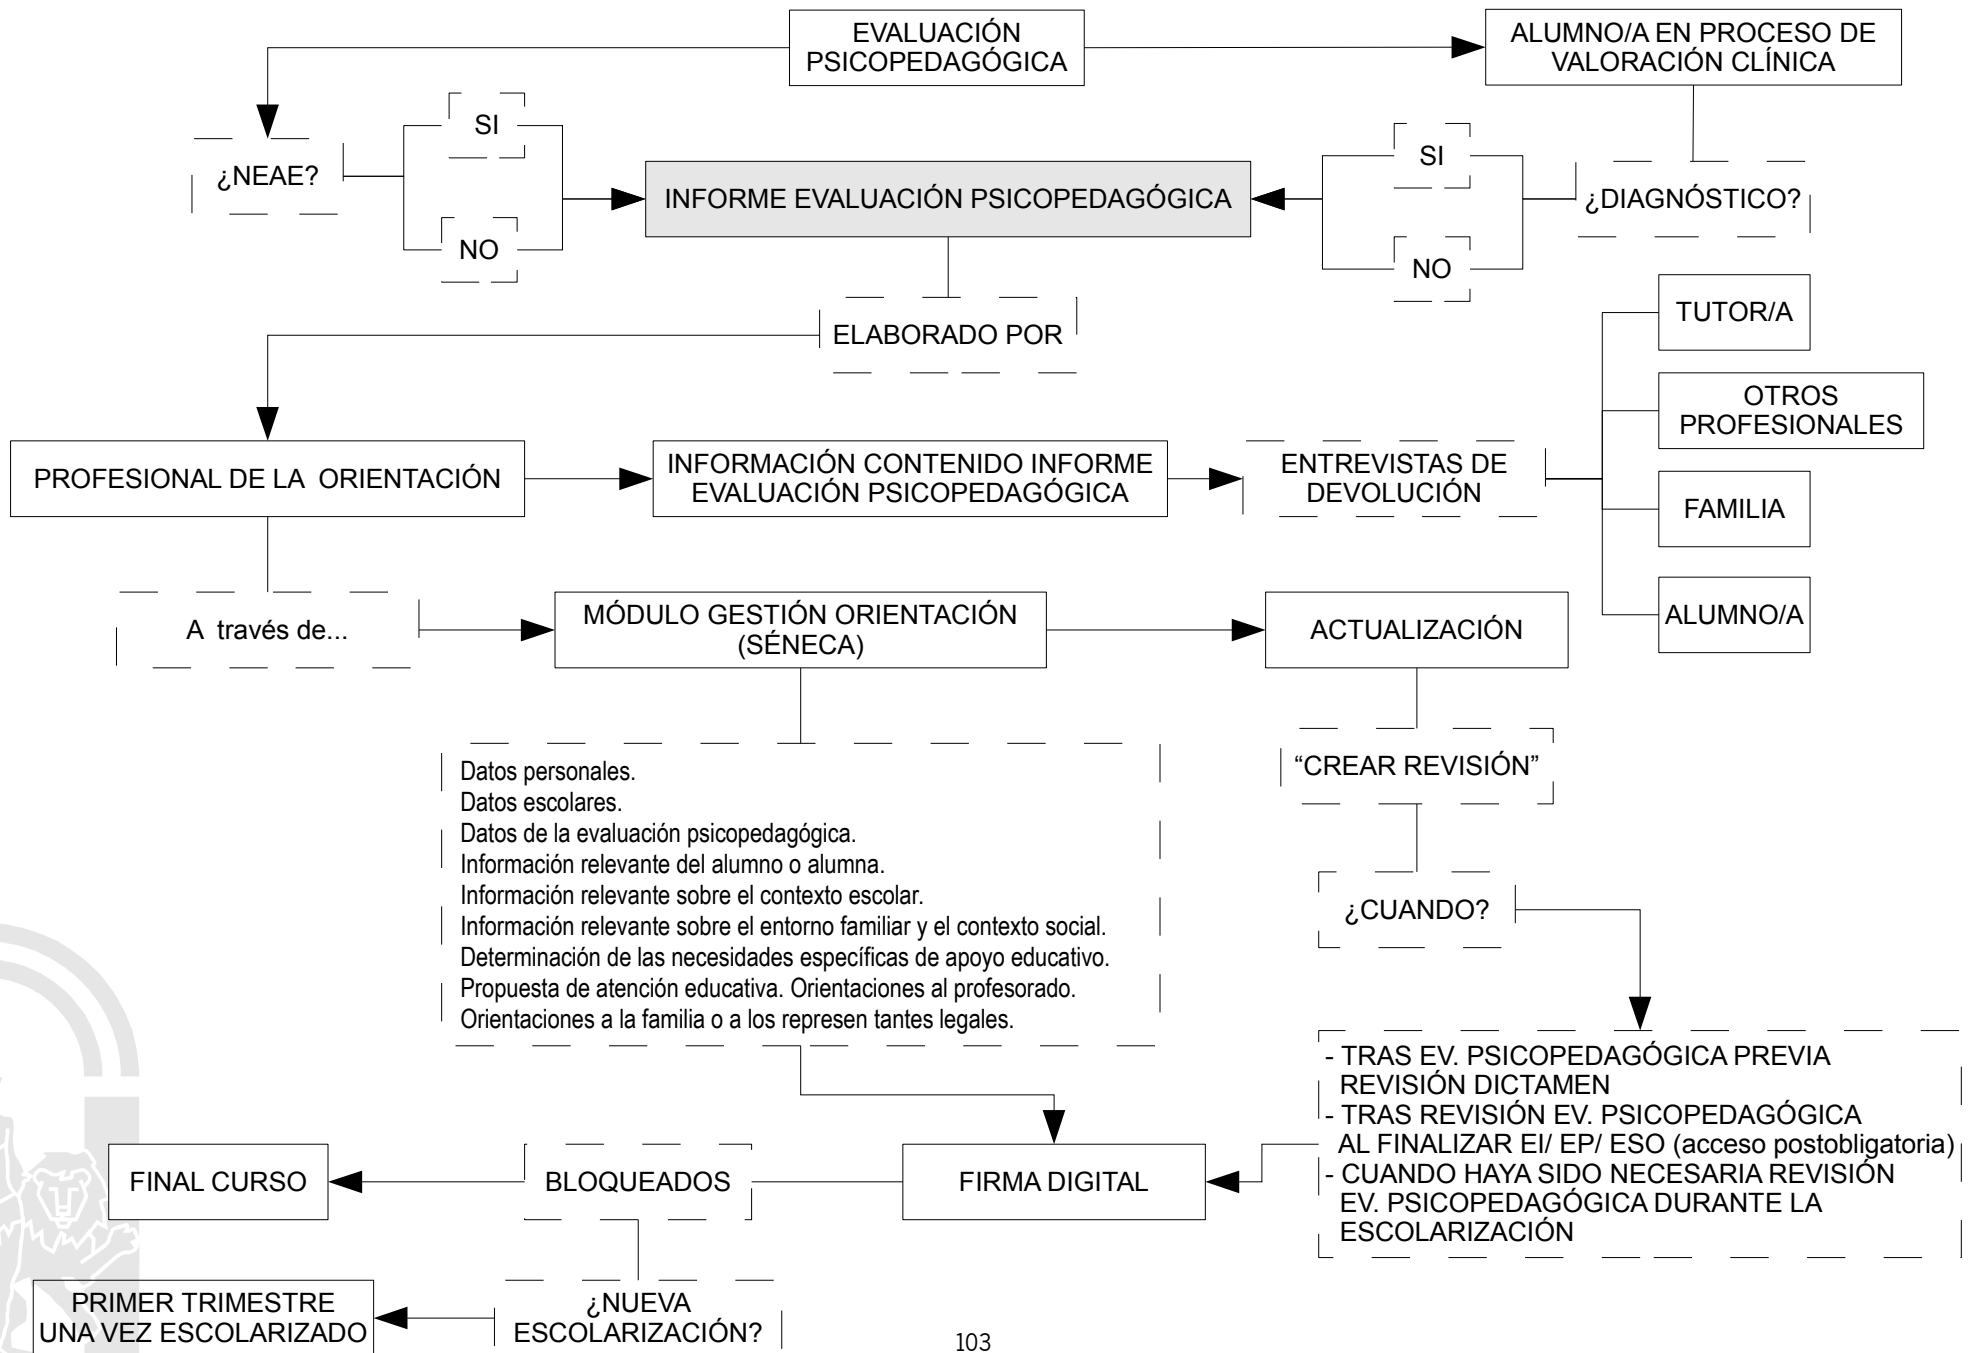 EVALUACIÓN
PSICOPEDAGÓGICA
ALUMNO/A EN PROCESO DE
VALORACIÓN CLÍNICA
¿NEAE?
SI
NO
INFORME EVALUACIÓN PSICOPEDAGÓGICA
SI
NO
¿DIAGNÓSTICO?
ELABORADO POR
TUTOR/A
OTROS
PROFESIONALES
FAMILIA
ALUMNO/A
PROFESIONAL DE LA ORIENTACIÓN
INFORMACIÓN CONTENIDO INFORME
EVALUACIÓN PSICOPEDAGÓGICA
ENTREVISTAS DE
DEVOLUCIÓN
A través de...
MÓDULO GESTIÓN ORIENTACIÓN
(SÉNECA)
ACTUALIZACIÓN
“CREAR REVISIÓN”
¿CUANDO?
Datos personales.
Datos escolares.
Datos de la evaluación psicopedagógica.
Información relevante del alumno o alumna.
Información relevante sobre el contexto escolar.
Información relevante sobre el entorno familiar y el contexto social.
Determinación de las necesidades específicas de apoyo educativo.
Propuesta de atención educativa. Orientaciones al profesorado.
Orientaciones a la familia o a los represen tantes legales.
- TRAS EV. PSICOPEDAGÓGICA PREVIA
REVISIÓN DICTAMEN
- TRAS REVISIÓN EV. PSICOPEDAGÓGICA
AL FINALIZAR EI/ EP/ ESO (acceso postobligatoria)
- CUANDO HAYA SIDO NECESARIA REVISIÓN
EV. PSICOPEDAGÓGICA DURANTE LA
ESCOLARIZACIÓN
FINAL CURSO
BLOQUEADOS
FIRMA DIGITAL
PRIMER TRIMESTRE
UNA VEZ ESCOLARIZADO
¿NUEVA
ESCOLARIZACIÓN?
103